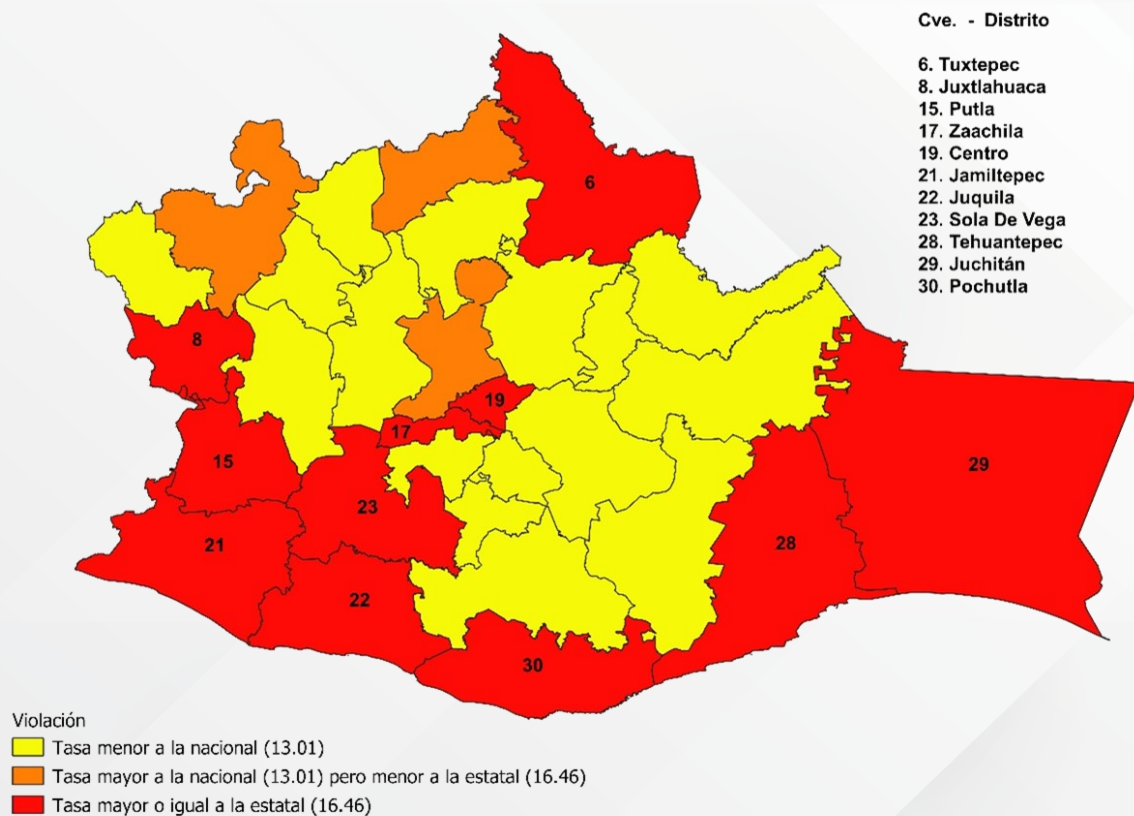 Cve. - Distrito
6. Tuxtepec
8. Juxtlahuaca
15. Putla
17. Zaachila
19. Centro
21. Jamiltepec
22. Juquila
23. Sola De Vega
28. Tehuantepec
29. Juchitán
30. Pochutla
6
8
19
17
15
29
23
21
28
22
30
Violación
Tasa menor a la nacional (13.01)
Tasa mayor a la nacional (13.01) pero menor a la estatal (16.46)
Tasa mayor o igual a la estatal (16.46)